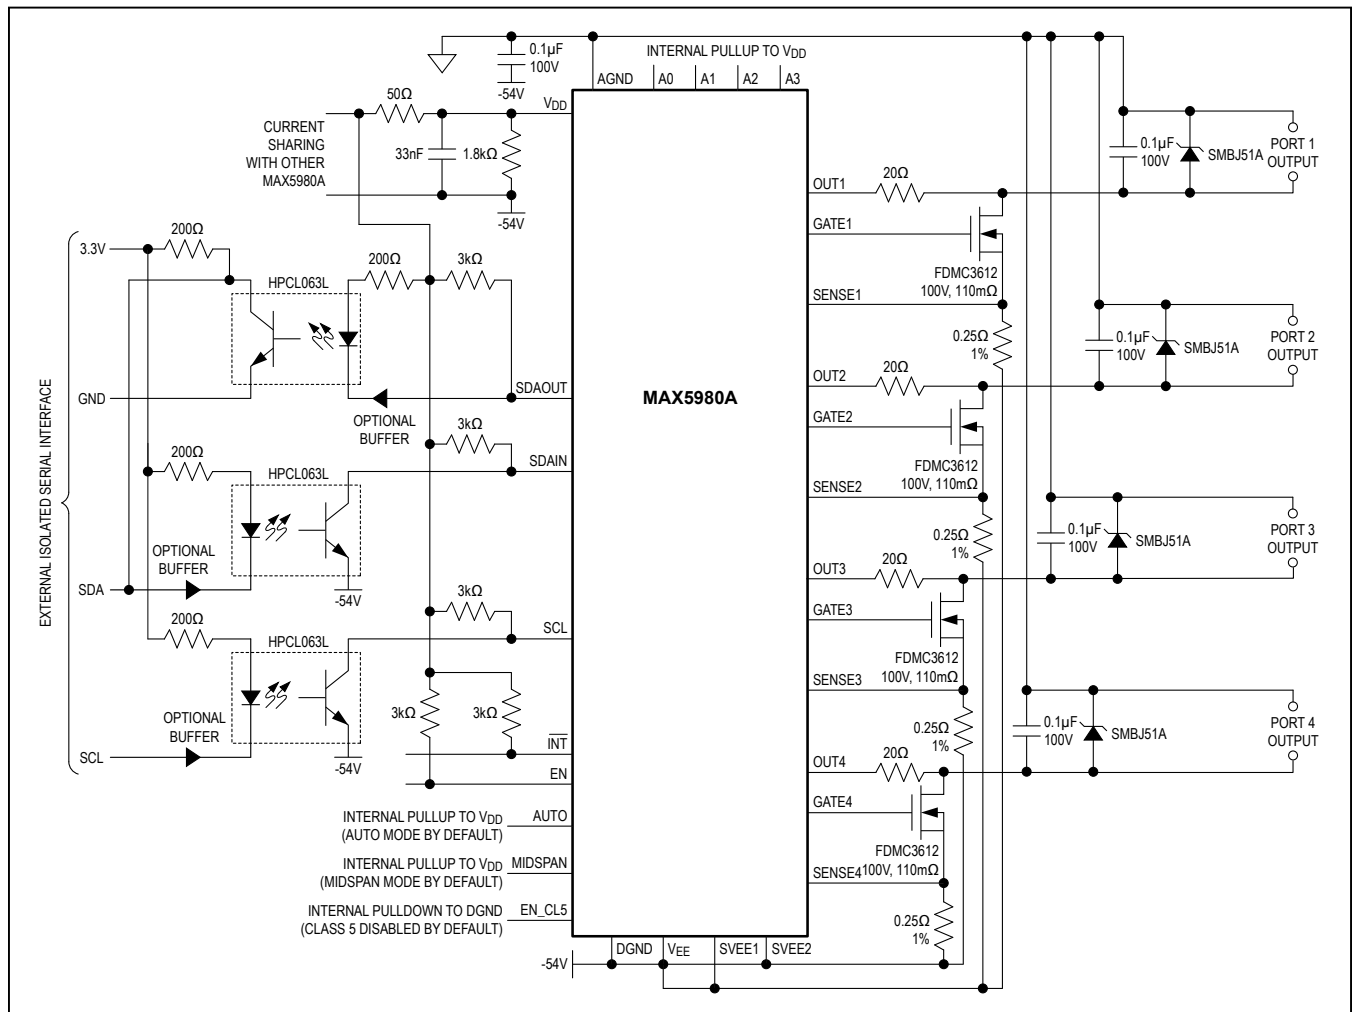 INTERNAL PULLUP TO VDD
0.1µF
100V
-54V
AGND
A0
A1
A2
A3
50Ω
VDD
CURRENT
SHARING
WITH OTHER
MAX5980A
33nF
1.8kΩ
-54V
EXTERNAL ISOLATED SERIAL INTERFACE
3.3V
200Ω
HPCL063L
200Ω
3kΩ
GND
SDAOUT
OPTIONAL
BUFFER
3kΩ
200Ω
HPCL063L
SDAIN
OPTIONAL
BUFFER
SDA
-54V
3kΩ
200Ω
HPCL063L
SCL
OPTIONAL
BUFFER
SCL
-54V
3kΩ
3kΩ
INT
EN
INTERNAL PULLUP TO VDD
(AUTO MODE BY DEFAULT)
AUTO
INTERNAL PULLUP TO VDD
(MIDSPAN MODE BY DEFAULT)
MIDSPAN
INTERNAL PULLDOWN TO DGND
(CLASS 5 DISABLED BY DEFAULT)
EN_CL5
MAX5980A
-54V
DGND
VEE
SVEE1
SVEE2
OUT1
20Ω
GATE1
FDMC3612
100V, 110mΩ
SENSE1
0.25Ω
1%
0.1µF
100V
SMBJ51A
PORT 1
OUTPUT
OUT2
20Ω
GATE2
FDMC3612
100V, 110mΩ
SENSE2
0.25Ω
1%
0.1µF
100V
SMBJ51A
PORT 2
OUTPUT
OUT3
20Ω
GATE3
FDMC3612
100V, 110mΩ
SENSE3
0.25Ω
1%
0.1µF
100V
SMBJ51A
PORT 3
OUTPUT
OUT4
20Ω
GATE4
FDMC3612
100V, 110mΩ
SENSE4
0.25Ω
1%
0.1µF
100V
SMBJ51A
PORT 4
OUTPUT